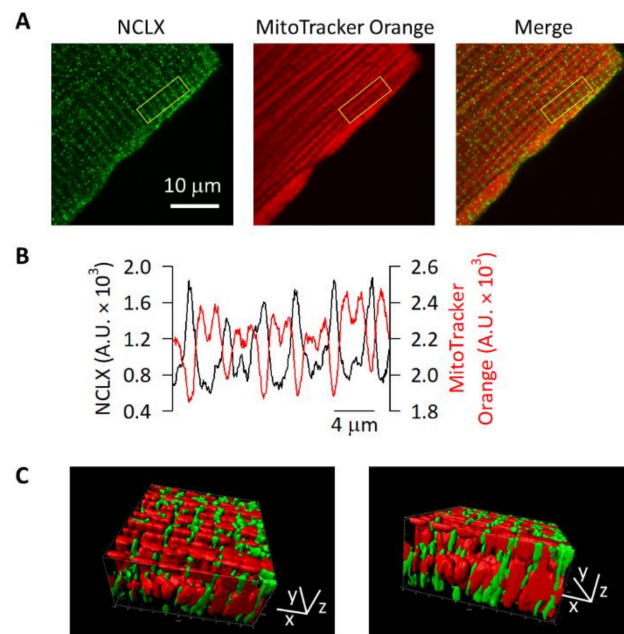 A
NCLX
MitoTracker Orange
Merge
10 μm
B
NCLX (A.U. × 10³)
2.0
1.6
1.2
0.8
0.4
2.6
2.4
2.2
2.0
1.8
MitoTracker
Orange (A.U. × 10³)
4 μm
C
y
x
z
y
x
z